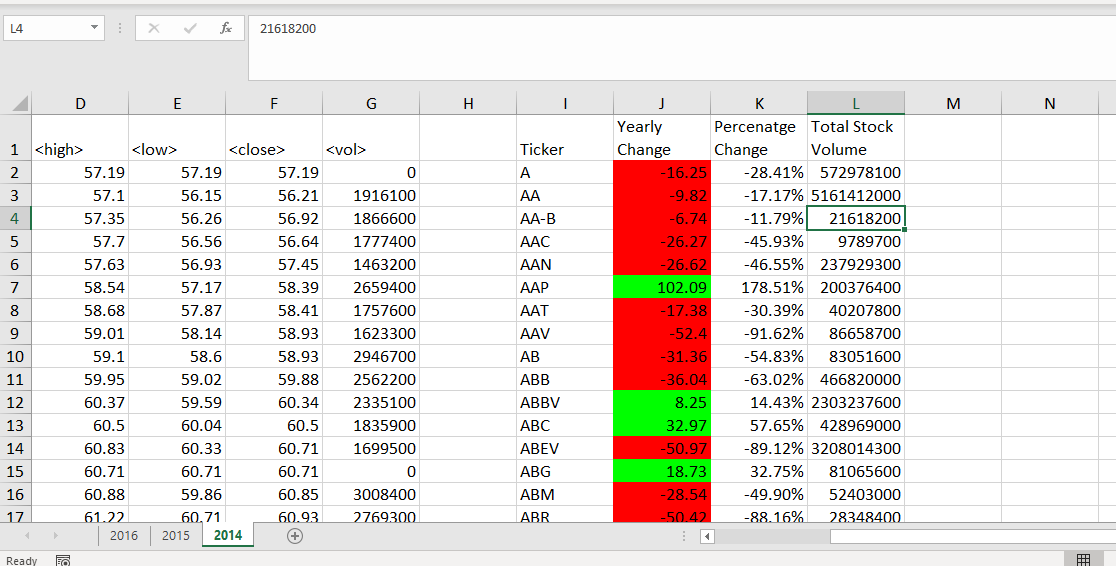 L4 fx 21618200
D E F G H I J K L M N
1 <high> <low> <close> <vol> Ticker Yearly Change Percenatge Change Total Stock Volume
2 57.19 57.19 57.19 0 A -16.25 -28.41% 572978100
3 57.1 56.15 56.21 1916100 AA -9.82 -17.17% 5161412000
4 57.35 56.26 56.92 1866600 AA-B -6.74 -11.79% 21618200
5 57.7 56.56 56.64 1777400 AAC -26.27 -45.93% 9789700
6 57.63 56.93 57.45 1463200 AAN -26.62 -46.55% 237929300
7 58.54 57.17 58.39 2659400 AAP 102.09 178.51% 200376400
8 58.68 57.87 58.41 1757600 AAT -17.38 -30.39% 40207800
9 59.01 58.14 58.93 1623300 AAV -52.4 -91.62% 86658700
10 59.1 58.6 58.93 2946700 AB -31.36 -54.83% 83051600
11 59.95 59.02 59.88 2562200 ABB -36.04 -63.02% 466820000
12 60.37 59.59 60.34 2335100 ABBV 8.25 14.43% 2303237600
13 60.5 60.04 60.5 1835900 ABC 32.97 57.65% 428969000
14 60.83 60.33 60.71 1699500 ABEV -50.97 -89.12% 3208014300
15 60.71 60.71 60.71 0 ABG 18.73 32.75% 81065600
16 60.88 59.86 60.85 3008400 ABM -28.54 -49.90% 52403000
17 61.22 60.71 60.93 2769300 ABR -50.42 -88.16% 28348400
2016 2015 2014
Ready